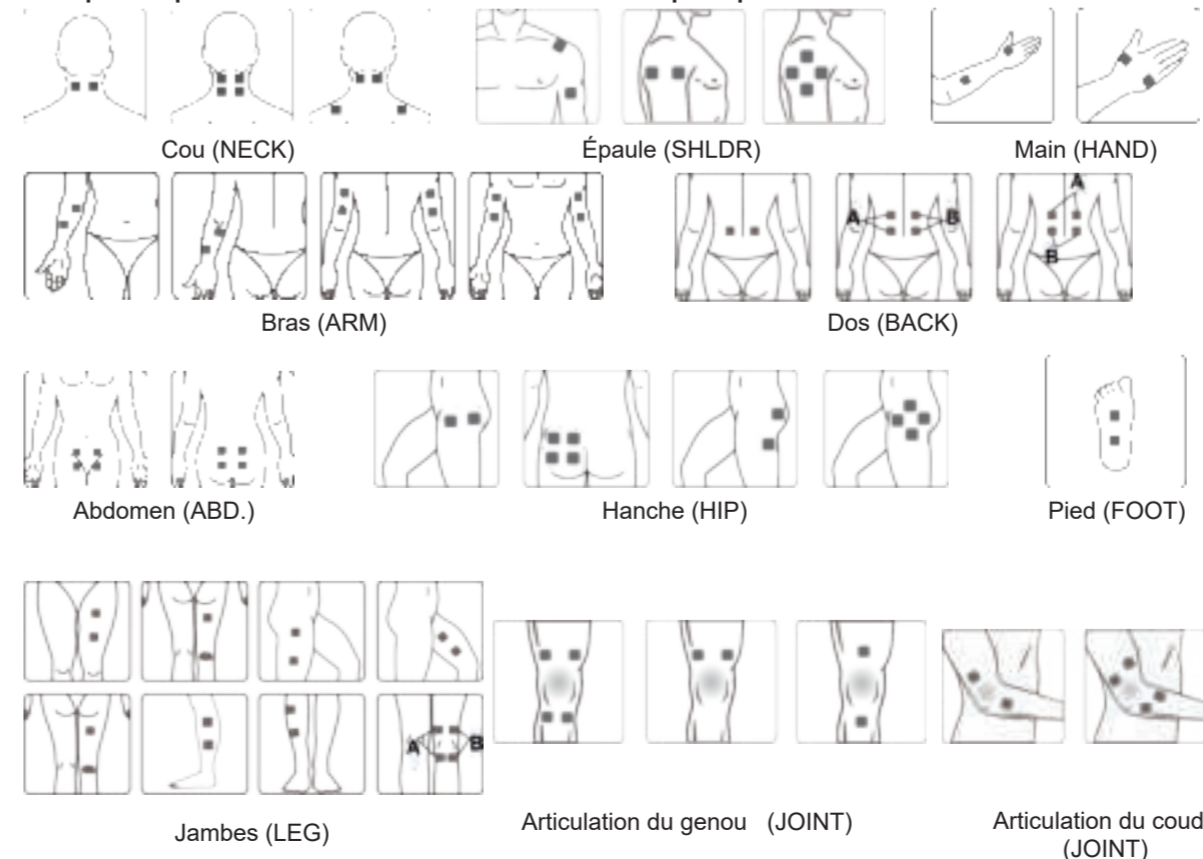 Cou (NECK)
Épaule (SHLDR)
Main (HAND)
A
A B
B
Bras (ARM)
Dos (BACK)
Abdomen (ABD.)
Hanche (HIP)
Pied (FOOT)
A B
Jambes (LEG)
Articulation du genou (JOINT)
Articulation du coud
(JOINT)